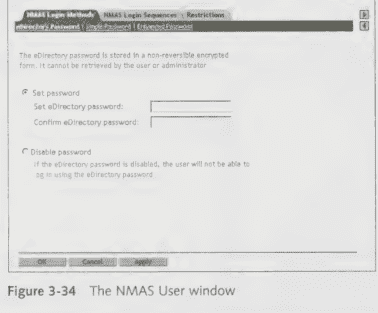 NMAS Login Methods NMAS Login Sequences Restrictions
eDirectory Password | Simple Password | Enhanced Password
The eDirectory password is stored in a non-reversible encrypted
form. It cannot be retrieved by the user or administrator
Set password
Set eDirectory password:
Confirm eDirectory password:
Disable password
If the eDirectory password is disabled, the user will not be able to
og in using the eDirectory password
OK Cancel Apply
Figure 3-34 The NMAS User window